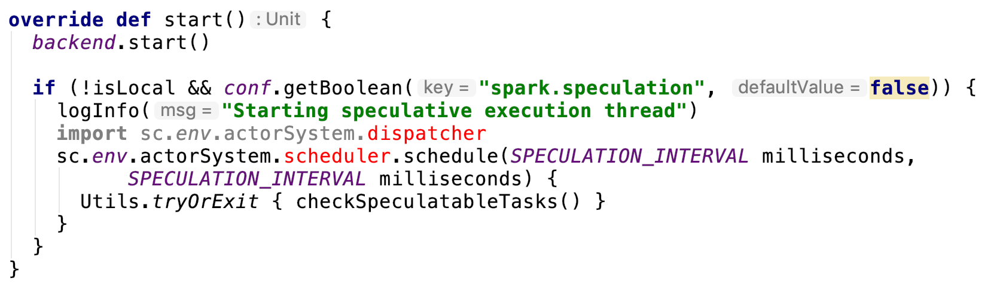 override def start() : Unit {
  backend.start()

  if (!isLocal && conf.getBoolean( key = "spark.speculation", defaultValue = false)) {
    logInfo( msg = "Starting speculative execution thread")
    import sc.env.actorSystem.dispatcher
    sc.env.actorSystem.scheduler.schedule(SPECULATION_INTERVAL milliseconds,
          SPECULATION_INTERVAL milliseconds) {
      Utils.tryOrExit { checkSpeculatableTasks() }
    }
  }
}